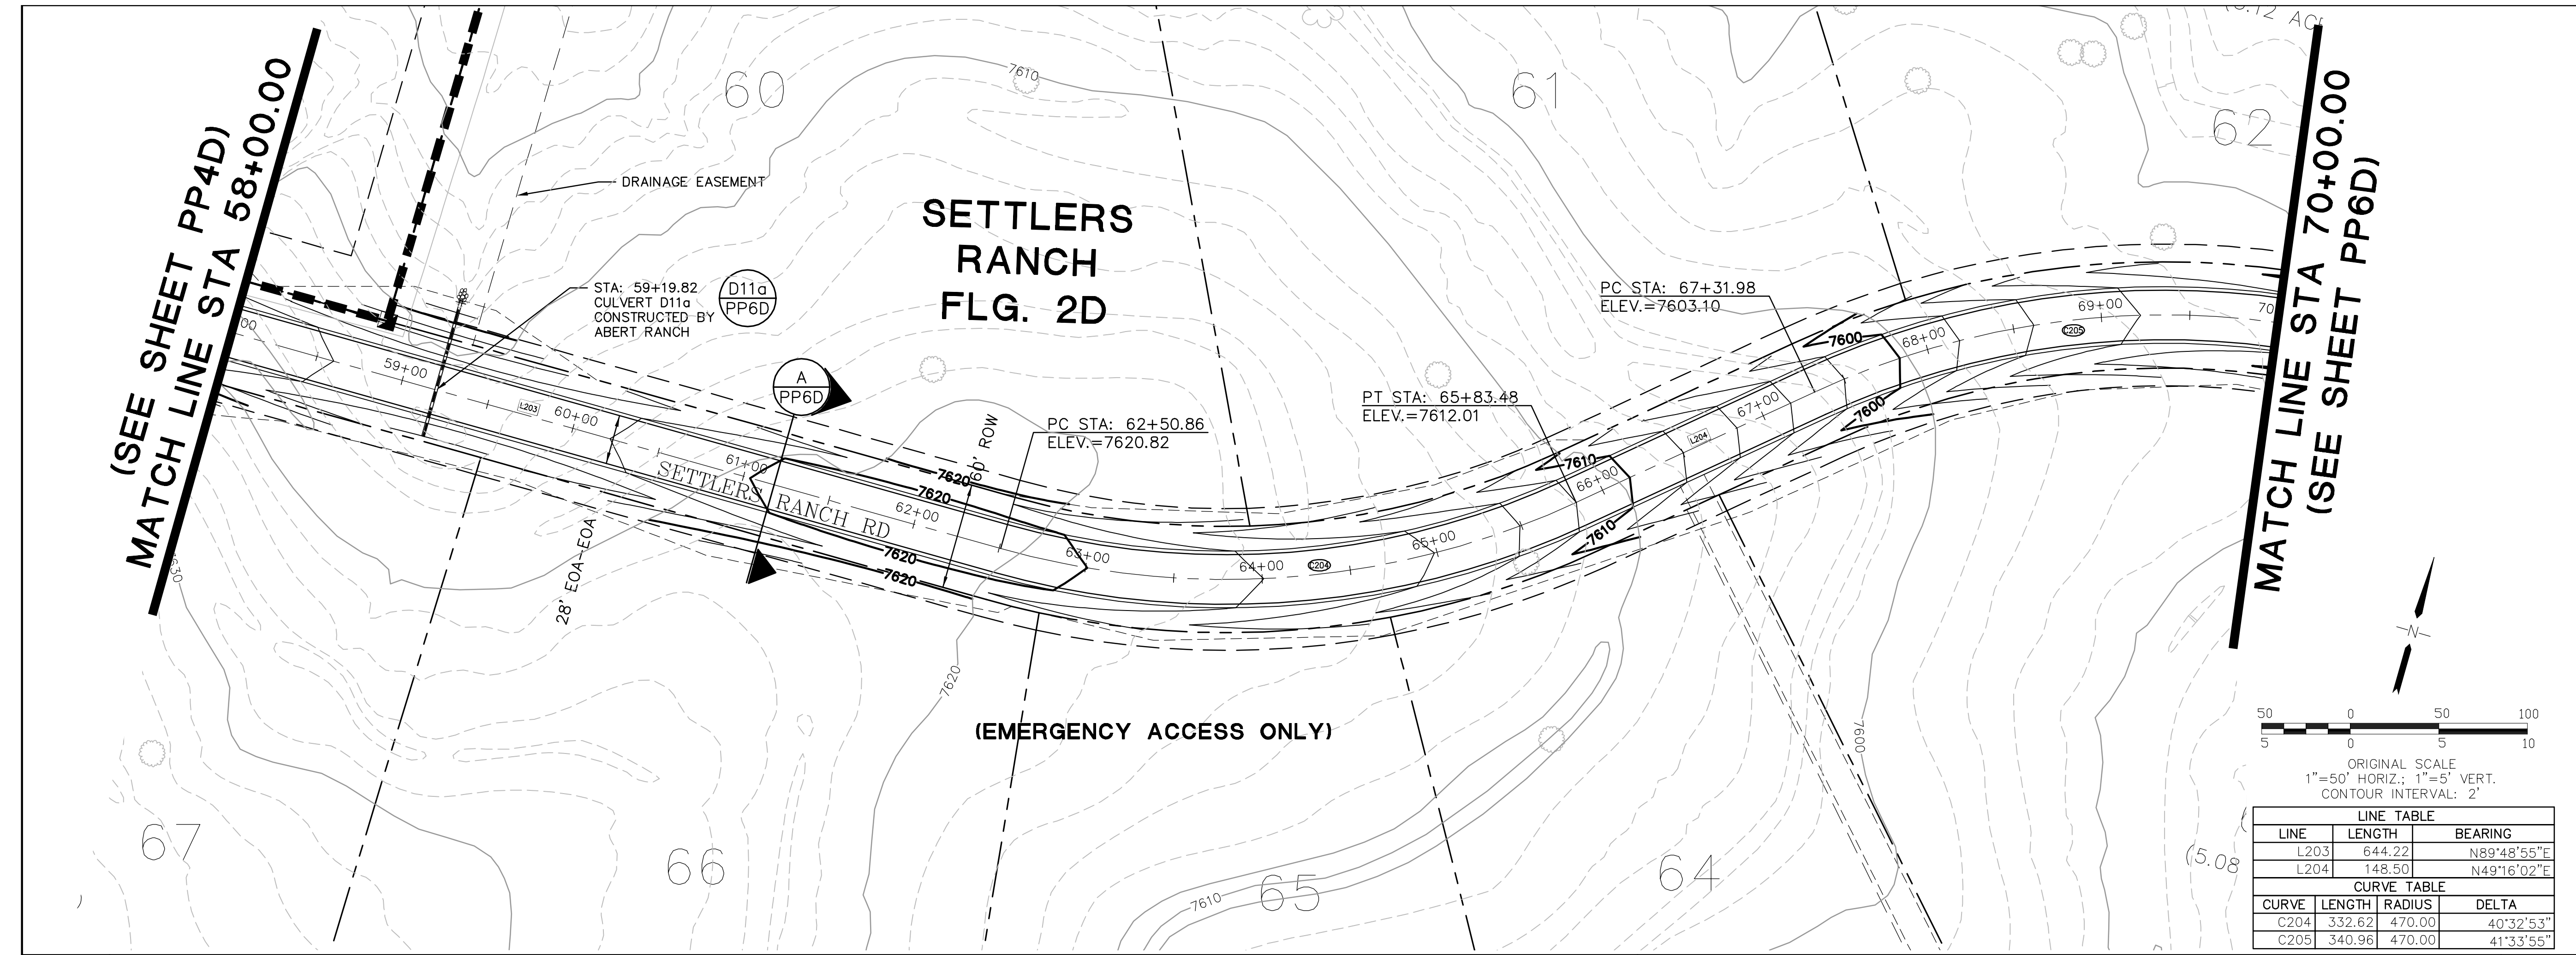 (SEE SHEET PP4D)
MATCH LINE STA 58+00.00
60
61
62
7610
DRAINAGE EASEMENT
SETTLERS
RANCH
FLG. 2D
STA: 59+19.82
CULVERT D11a
CONSTRUCTED BY
ABERT RANCH
D11a
PP6D
A
PP6D
00
59+00
L203
60+00
61+00
SETTLERS RANCH RD
62+00
63+00
64+00
C204
65+00
66+00
L204
67+00
68+00
69+00
C205
70
7620
7620
7620
7620
60' ROW
28' EOA-EOA
PC STA: 62+50.86
ELEV.=7620.82
PT STA: 65+83.48
ELEV.=7612.01
PC STA: 67+31.98
ELEV.=7603.10
7610
7610
7600
7600
7630
7620
7610
7600
(EMERGENCY ACCESS ONLY)
67
66
65
64
(5.08
MATCH LINE STA 70+00.00
(SEE SHEET PP6D)
N
50 0 50 100
5 0 5 10
ORIGINAL SCALE
1"=50' HORIZ.; 1"=5' VERT.
CONTOUR INTERVAL: 2'
LINE TABLE
LINE LENGTH BEARING
L203 644.22 N89°48'55"E
L204 148.50 N49°16'02"E
CURVE TABLE
CURVE LENGTH RADIUS DELTA
C204 332.62 470.00 40°32'53"
C205 340.96 470.00 41°33'55"